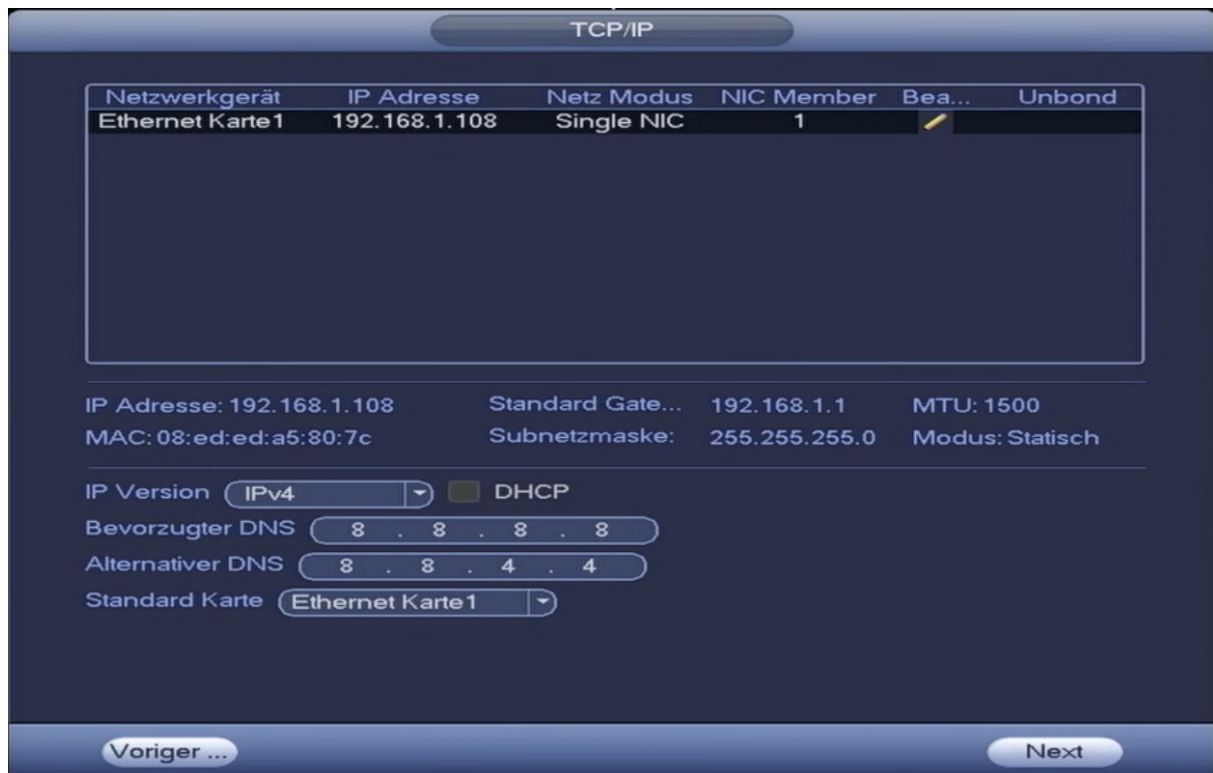 TCP/IP
Netzwerkgerät IP Adresse Netz Modus NIC Member Bea... Unbond
Ethernet Karte1 192.168.1.108 Single NIC 1
IP Adresse: 192.168.1.108 Standard Gate... 192.168.1.1 MTU: 1500
MAC: 08:ed:ed:a5:80:7c Subnetzmaske: 255.255.255.0 Modus: Statisch
IP Version IPv4 DHCP
Bevorzugter DNS 8 . 8 . 8 . 8
Alternativer DNS 8 . 8 . 4 . 4
Standard Karte Ethernet Karte1
Voriger ... Next